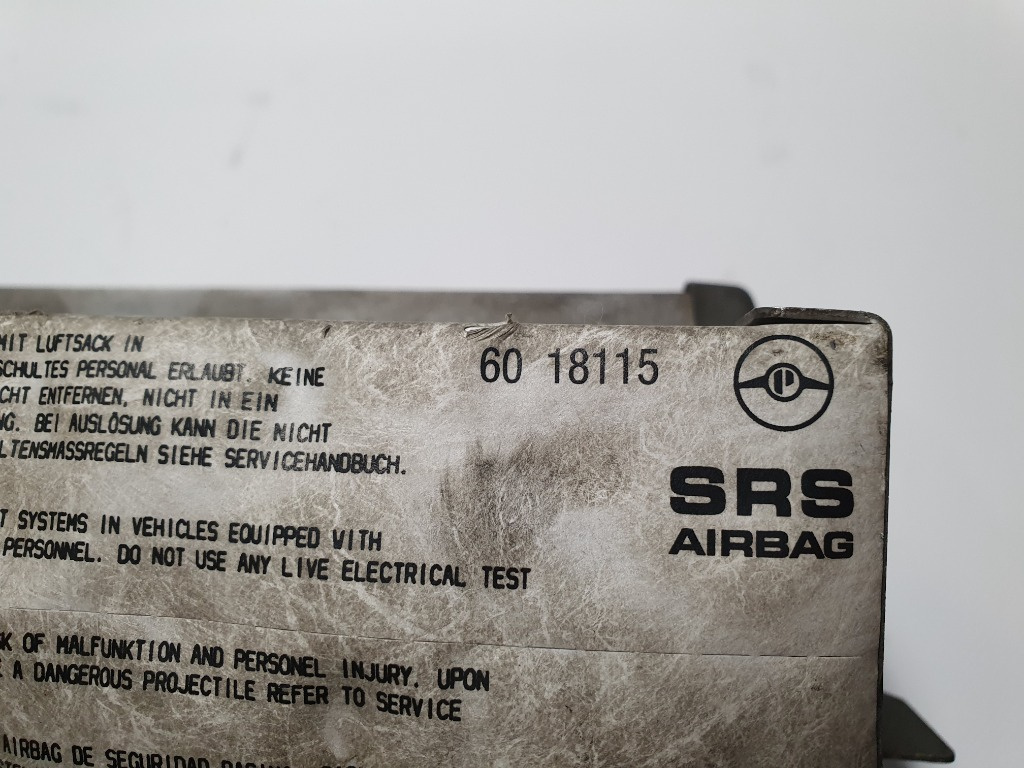 MIT LUFTSACK IN
SCHULTES PERSONAL ERLAUBT. KEINE
CHT ENTFERNEN, NICHT IN EIN
NG. BEI AUSLÖSUNG KANN DIE NICHT
LTENSMASSREGELN SIEHE SERVICEHANDBUCH.
60 18115
P
SRS
AIRBAG
T SYSTEMS IN VEHICLES EQUIPPED VITH
PERSONNEL. DO NOT USE ANY LIVE ELECTRICAL TEST
SK OF MALFUNKTION AND PERSONEL INJURY. UPON
A DANGEROUS PROJECTILE REFER TO SERVICE
AIRBAG DE SEGURIDAD